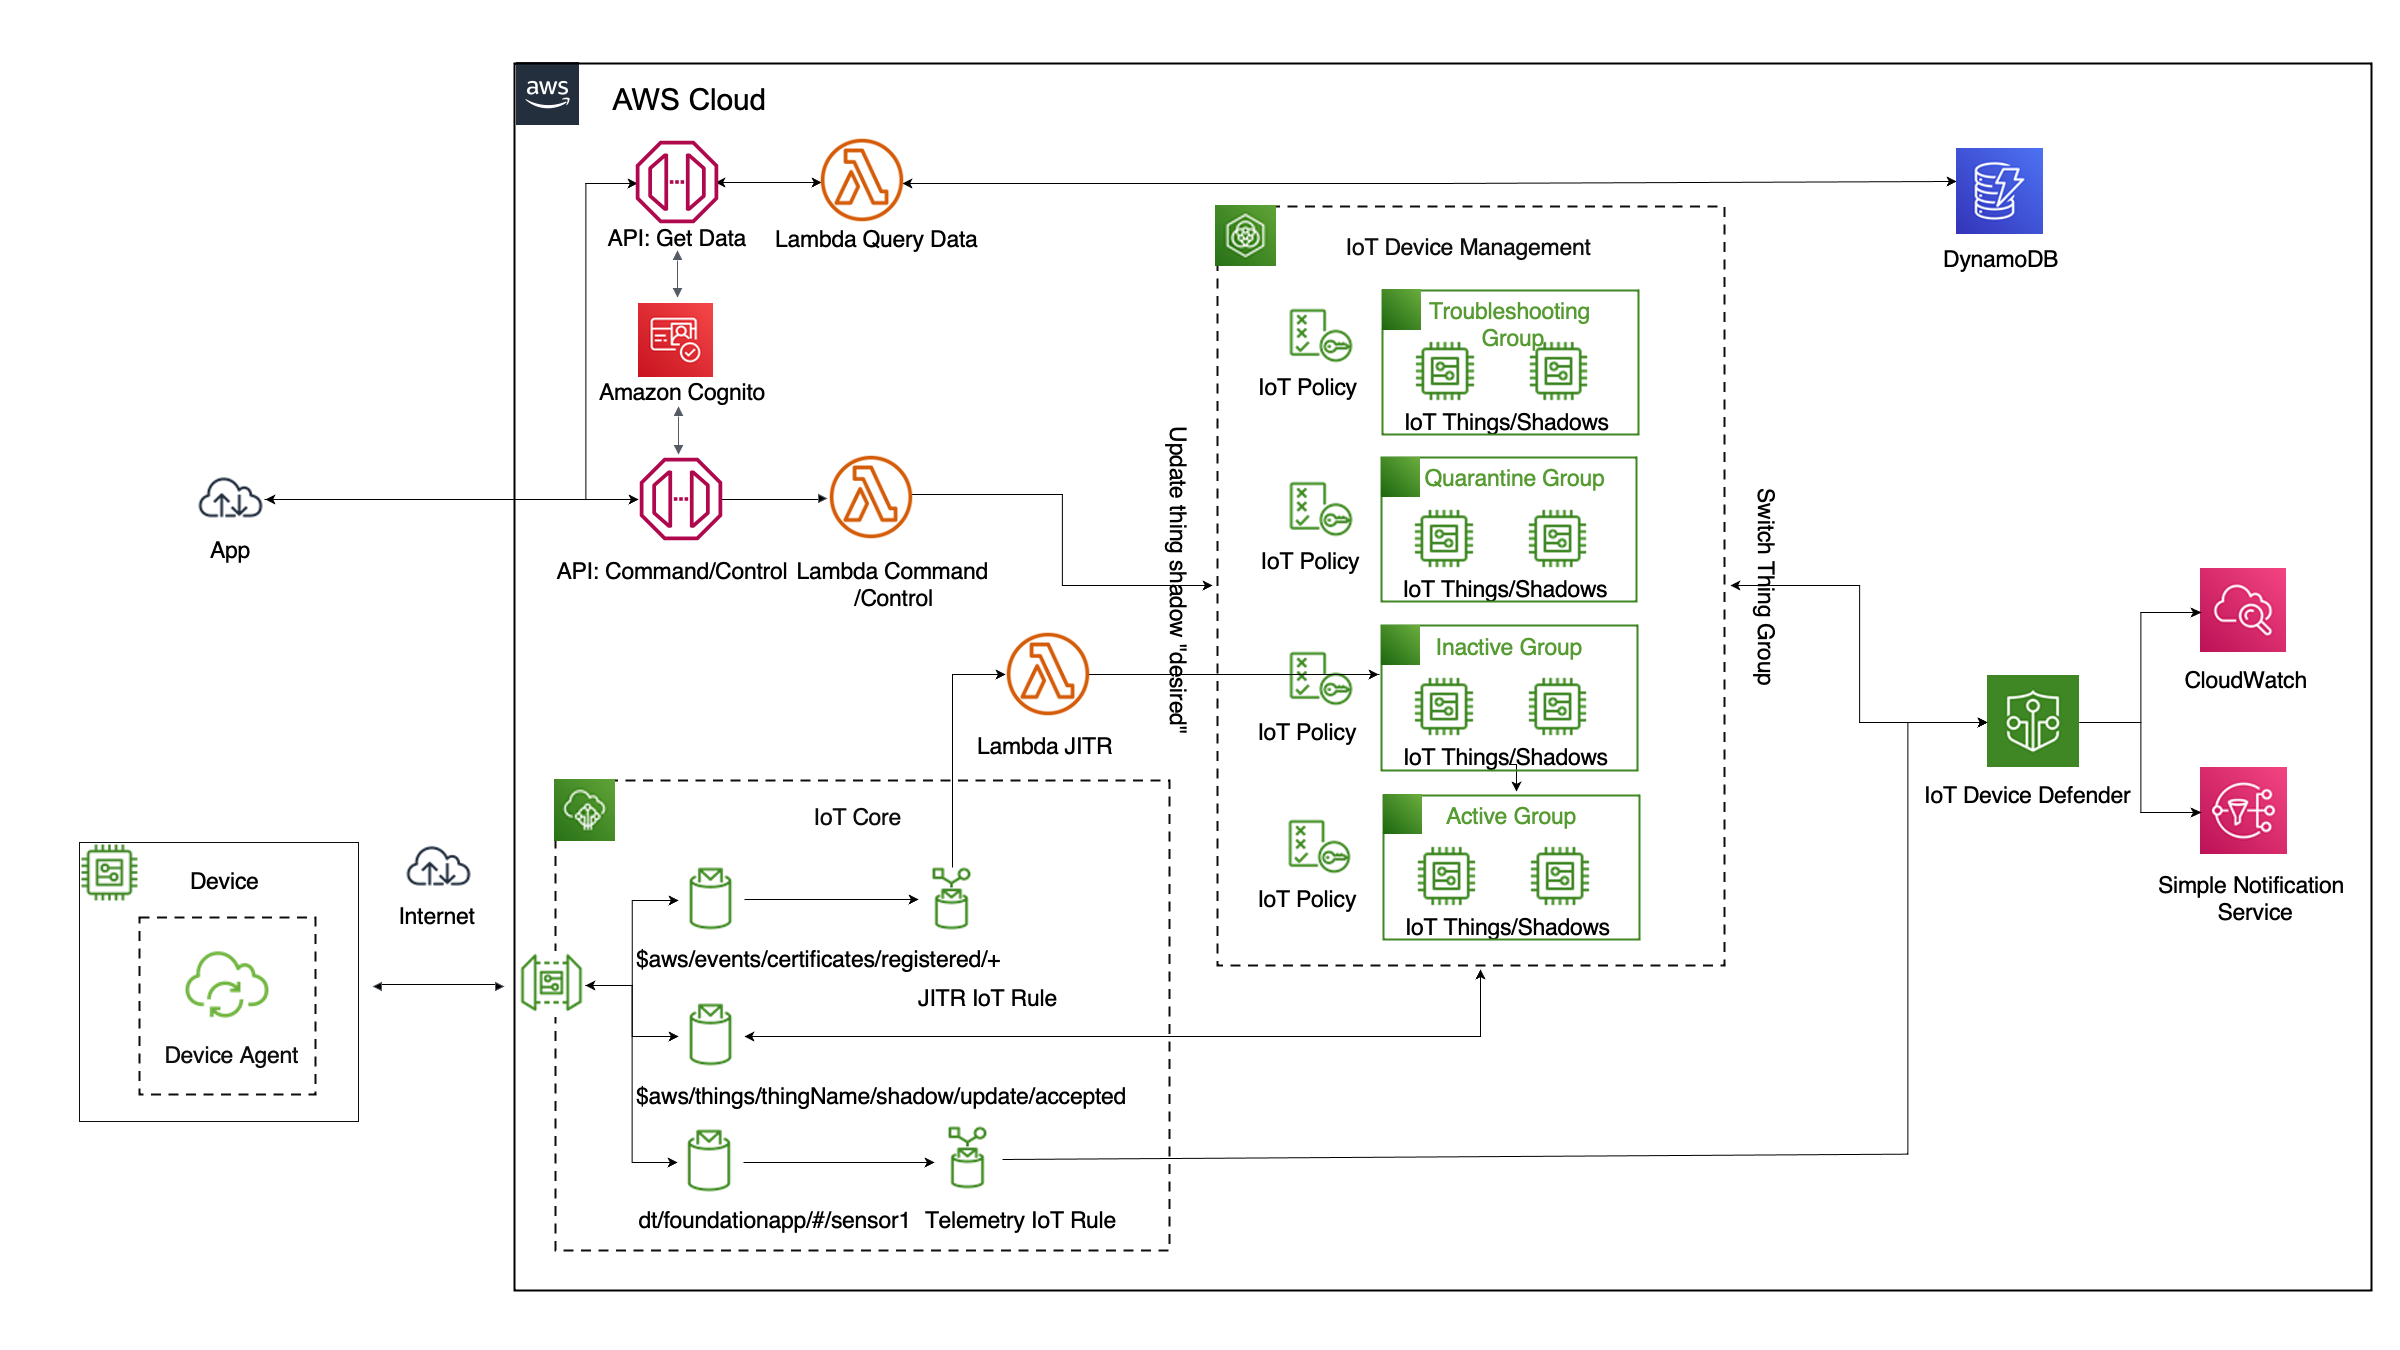 aws
AWS Cloud
API: Get Data
Lambda Query Data
DynamoDB
Amazon Cognito
App
API: Command/Control
Lambda Command
/Control
Update thing shadow "desired"
IoT Device Management
IoT Policy
Troubleshooting
Group
IoT Things/Shadows
IoT Policy
Quarantine Group
IoT Things/Shadows
IoT Policy
Inactive Group
IoT Things/Shadows
IoT Policy
Active Group
IoT Things/Shadows
Switch Thing Group
CloudWatch
IoT Device Defender
Simple Notification
Service
Lambda JITR
IoT Core
Device
Device Agent
Internet
$aws/events/certificates/registered/+
JITR IoT Rule
$aws/things/thingName/shadow/update/accepted
dt/foundationapp/#/sensor1
Telemetry IoT Rule